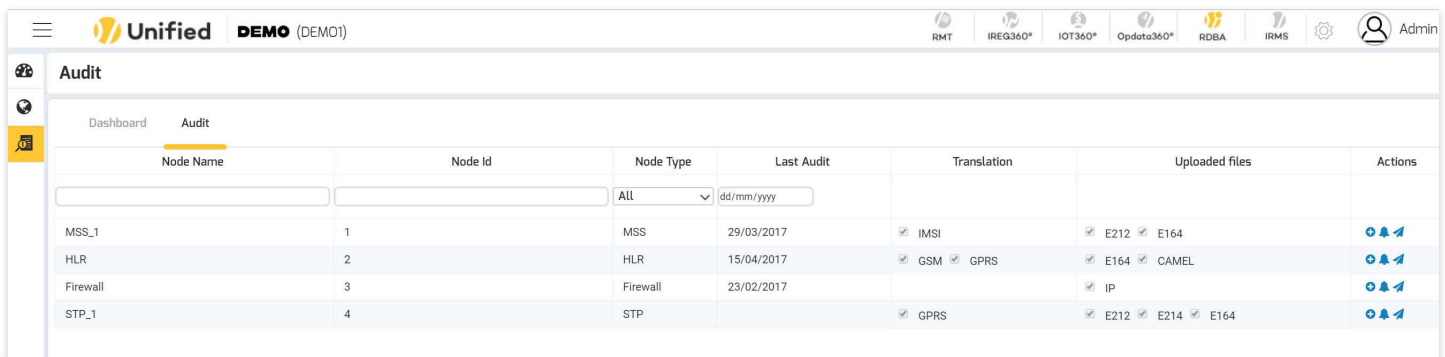 Unified DEMO (DEMO1) RMT IREG360° IOT360° Opdata360° RDBA IRMS Admin
Audit
Dashboard Audit
Node Name Node Id Node Type Last Audit Translation Uploaded files Actions
All dd/mm/yyyy
MSS_1 1 MSS 29/03/2017 IMSI E212 E164
HLR 2 HLR 15/04/2017 GSM GPRS E164 CAMEL
Firewall 3 Firewall 23/02/2017 IP
STP_1 4 STP GPRS E212 E214 E164